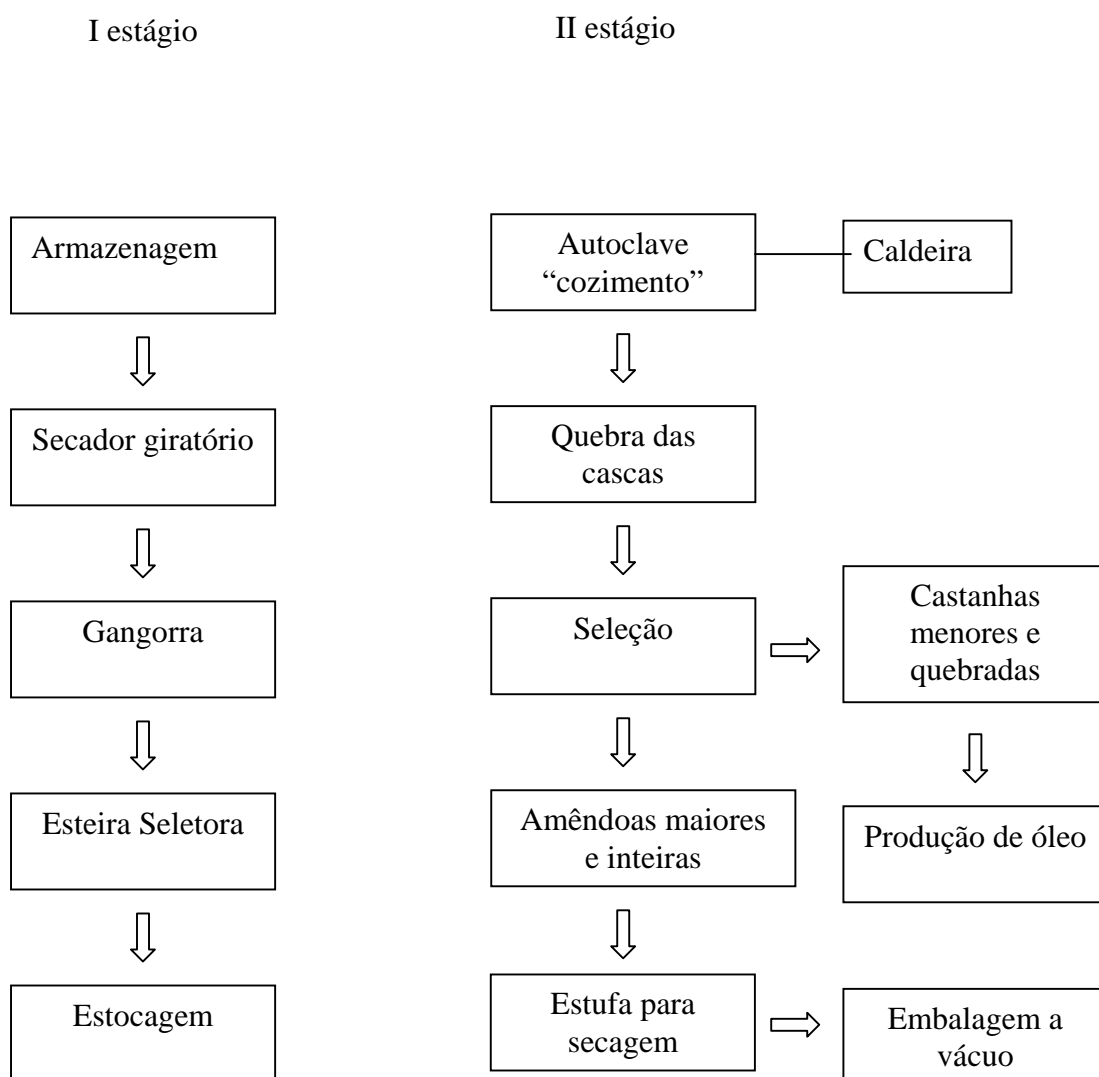 I estágio
II estágio
Armazenagem
Secador giratório
Gangorra
Esteira Seletora
Estocagem
Autoclave
“cozimento”
Caldeira
Quebra das
cascas
Seleção
Castanhas
menores e
quebradas
Amêndoas maiores
e inteiras
Produção de óleo
Estufa para
secagem
Embalagem a
vácuo